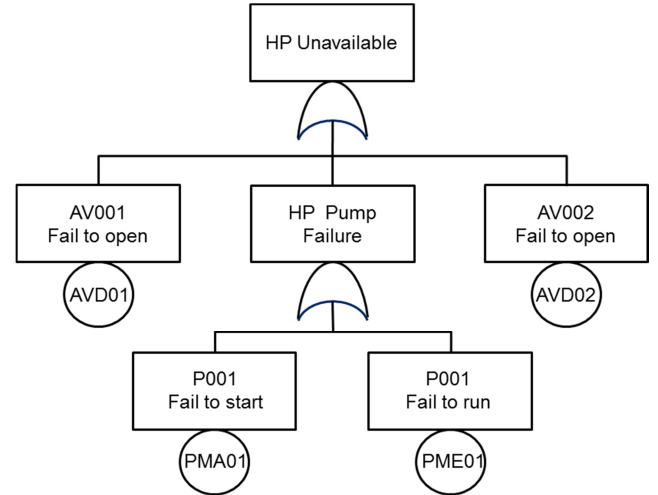 HP Unavailable
AV001
Fail to open
HP Pump
Failure
AV002
Fail to open
AVD01
AVD02
P001
Fail to start
P001
Fail to run
PMA01
PME01